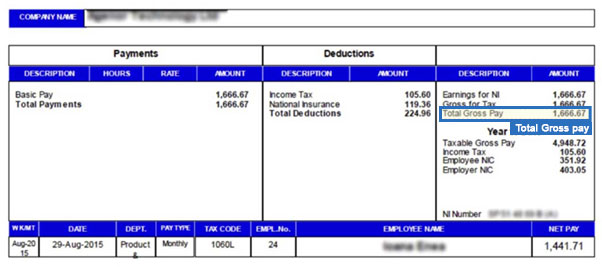 COMPANY NAME
Payments Deductions
DESCRIPTION HOURS RATE AMOUNT DESCRIPTION AMOUNT DESCRIPTION AMOUNT
Basic Pay 1,666.67 Income Tax 105.60 Earnings for NI 1,666.67
Total Payments 1,666.67 National Insurance 119.36 Gross for Tax 1,666.67
Total Deductions 224.96 Total Gross Pay 1,666.67
Total Gross pay
Year
Taxable Gross Pay 4,948.72
Income Tax 105.60
Employee NIC 351.92
Employer NIC 403.05
NI Number
WK/MT DATE DEPT. PAY TYPE TAX CODE EMPL.No. EMPLOYEE NAME NET PAY
Aug-20 29-Aug-2015 Product Monthly 1060L 24 1,441.71
15 &